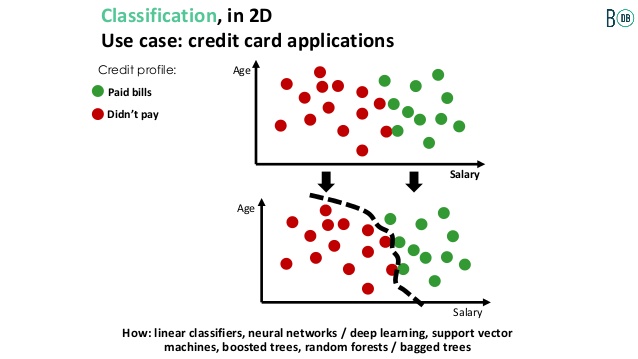 Classification, in 2D
B DB
Use case: credit card applications
Credit profile:
Paid bills
Didn't pay
Age
Salary
Age
Salary
How: linear classifiers, neural networks / deep learning, support vector
machines, boosted trees, random forests / bagged trees